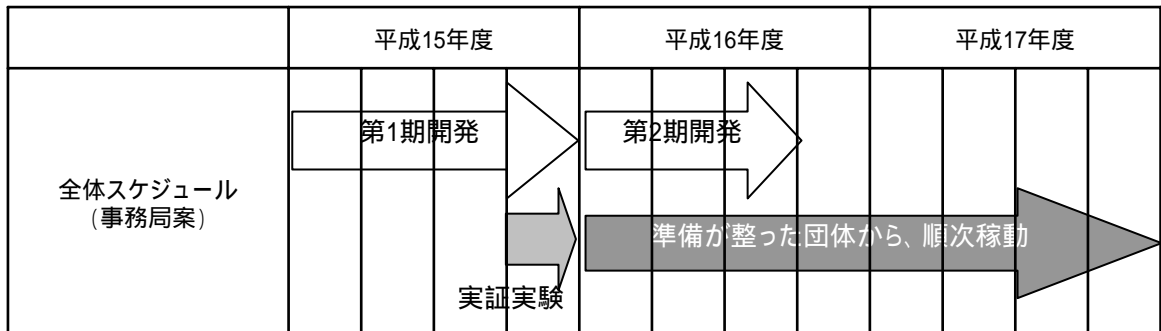 平成15年度 平成16年度 平成17年度
第1期開発 第2期開発
全体スケジュール
(事務局案)
準備が整った団体から、順次稼動
実証実験